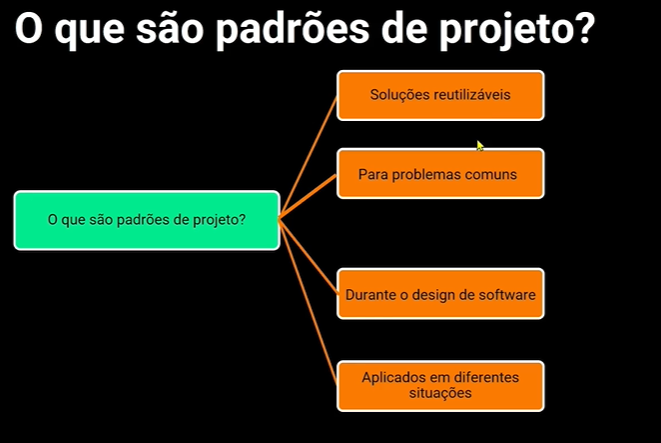 O que são padrões de projeto?
Soluções reutilizáveis
Para problemas comuns
O que são padrões de projeto?
Durante o design de software
Aplicados em diferentes
situações